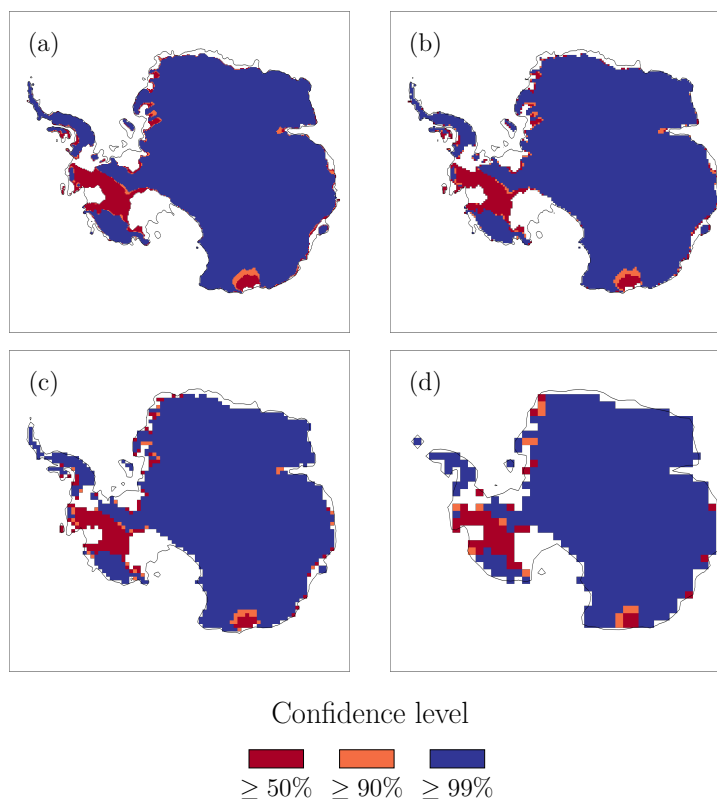 (a)
(b)
(c)
(d)
Confidence level
≥ 50%
≥ 90%
≥ 99%